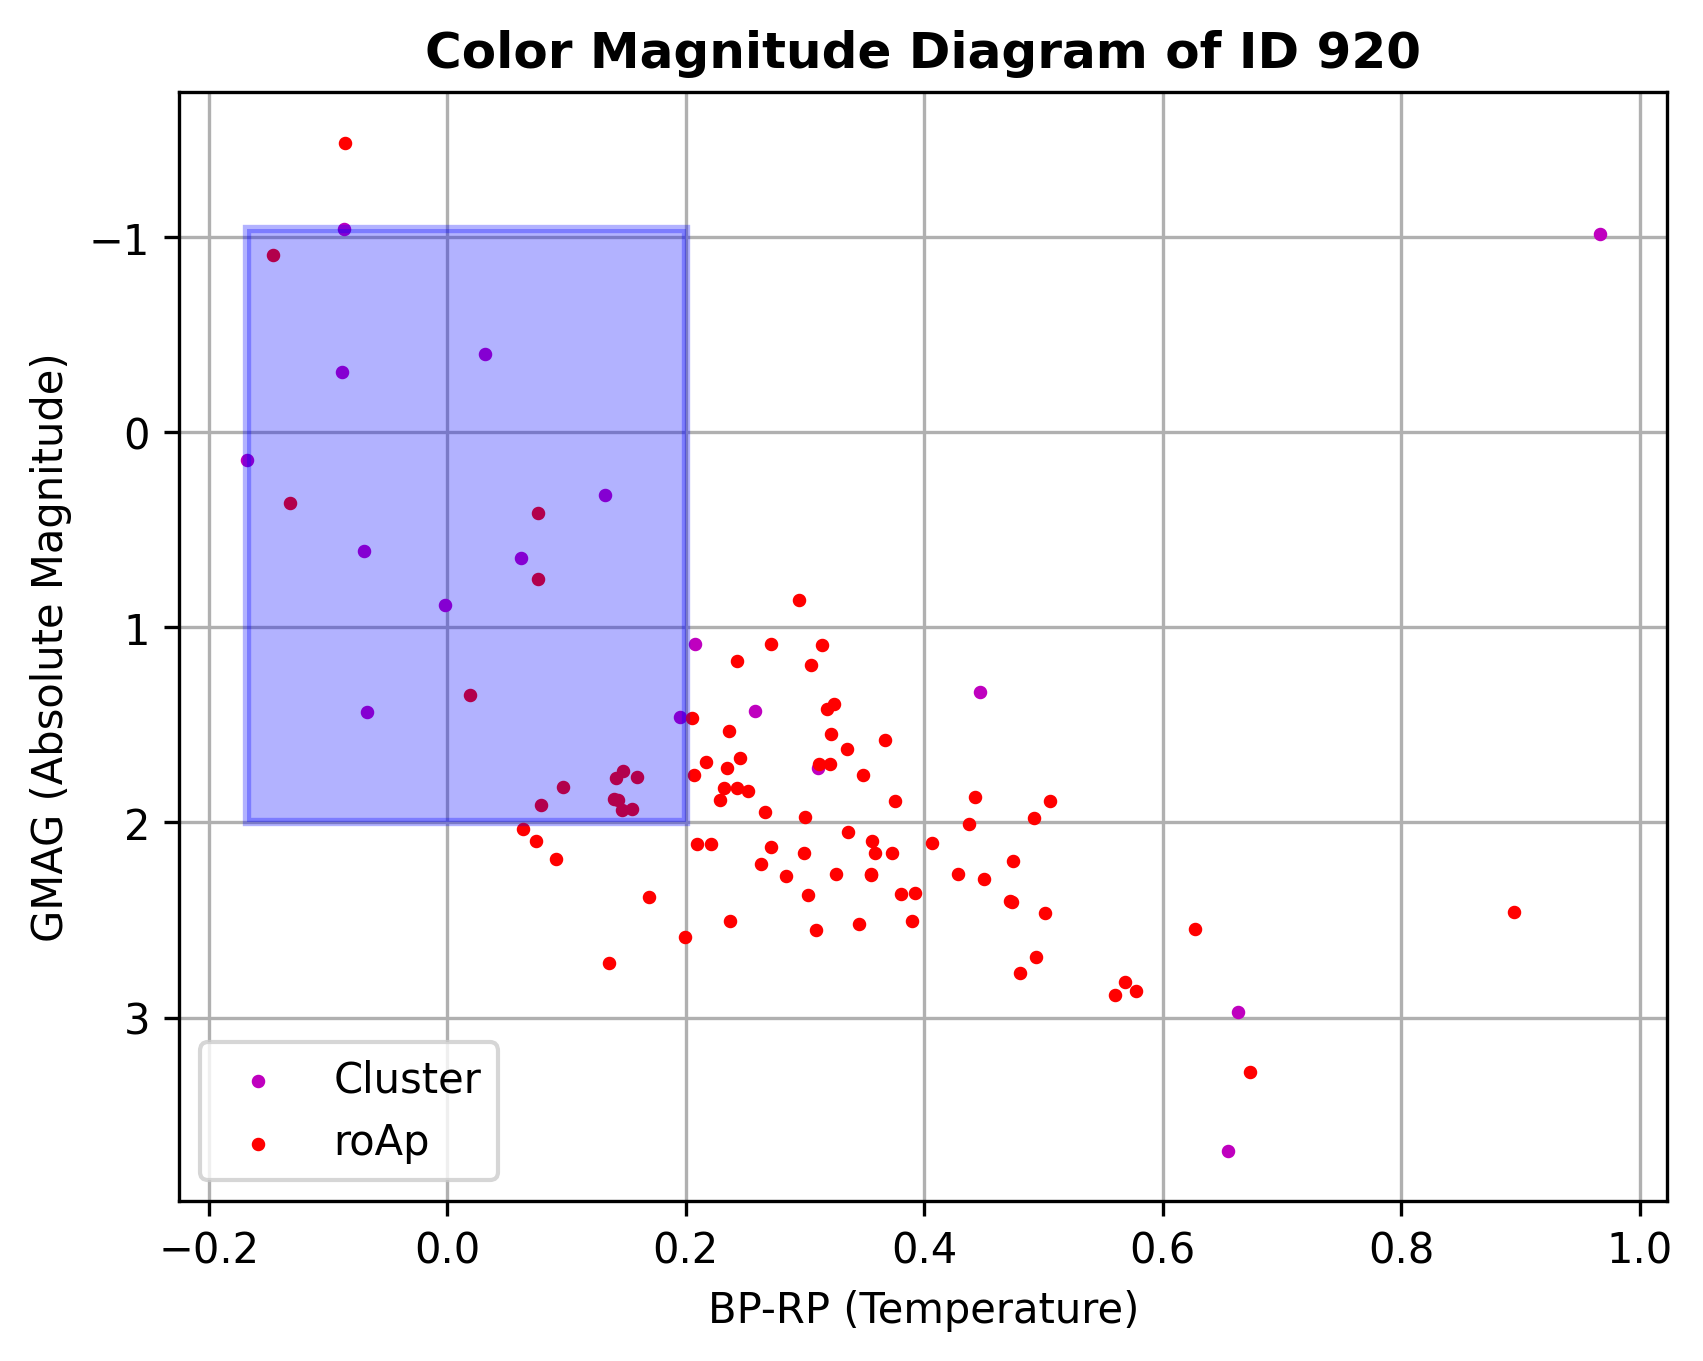 Color Magnitude Diagram of ID 920
GMAG (Absolute Magnitude)
−1
0
1
2
3
Cluster
roAp
−0.2 0.0 0.2 0.4 0.6 0.8 1.0
BP-RP (Temperature)